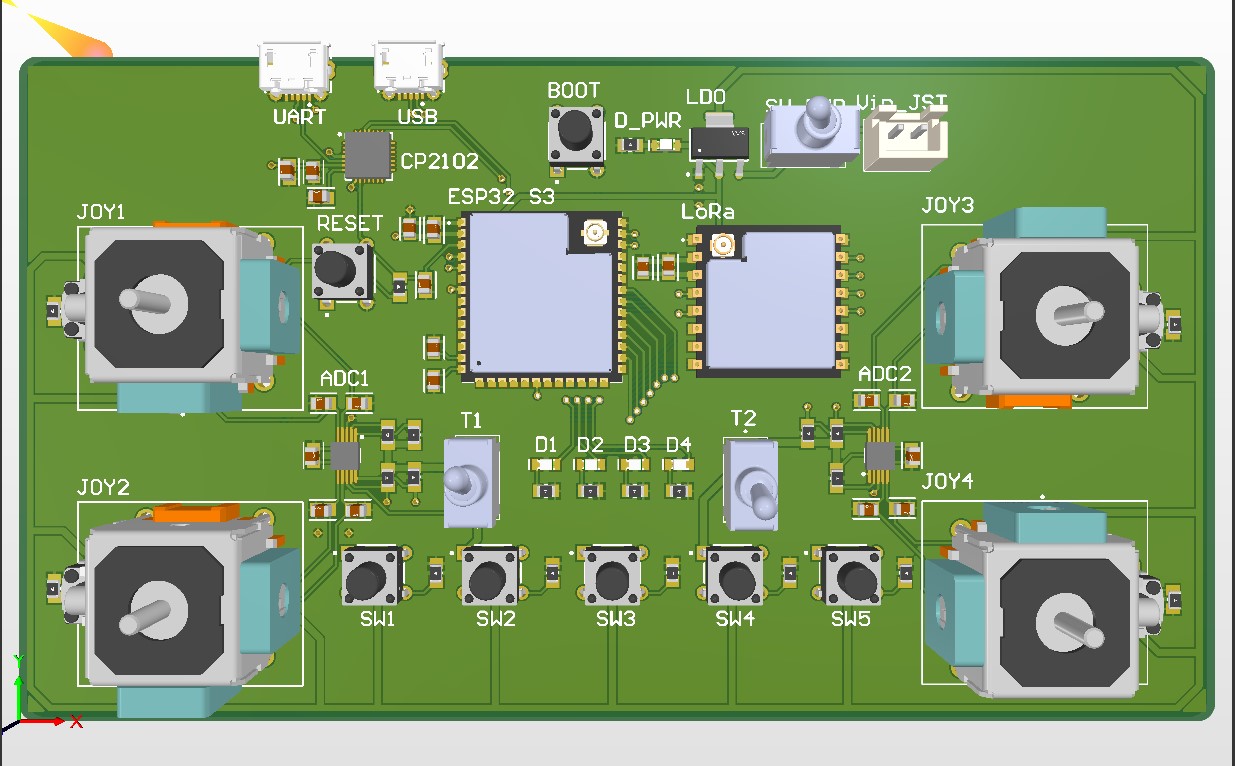 BOOT
LDO
Vin_JST
UART
USB
D_PWR
CP2102
ESP32 S3
JOY1
RESET
LoRa
JOY3
ADC1
ADC2
T1
T2
D1
D2
D3
D4
JOY2
JOY4
SW1
SW2
SW3
SW4
SW5
Y
X